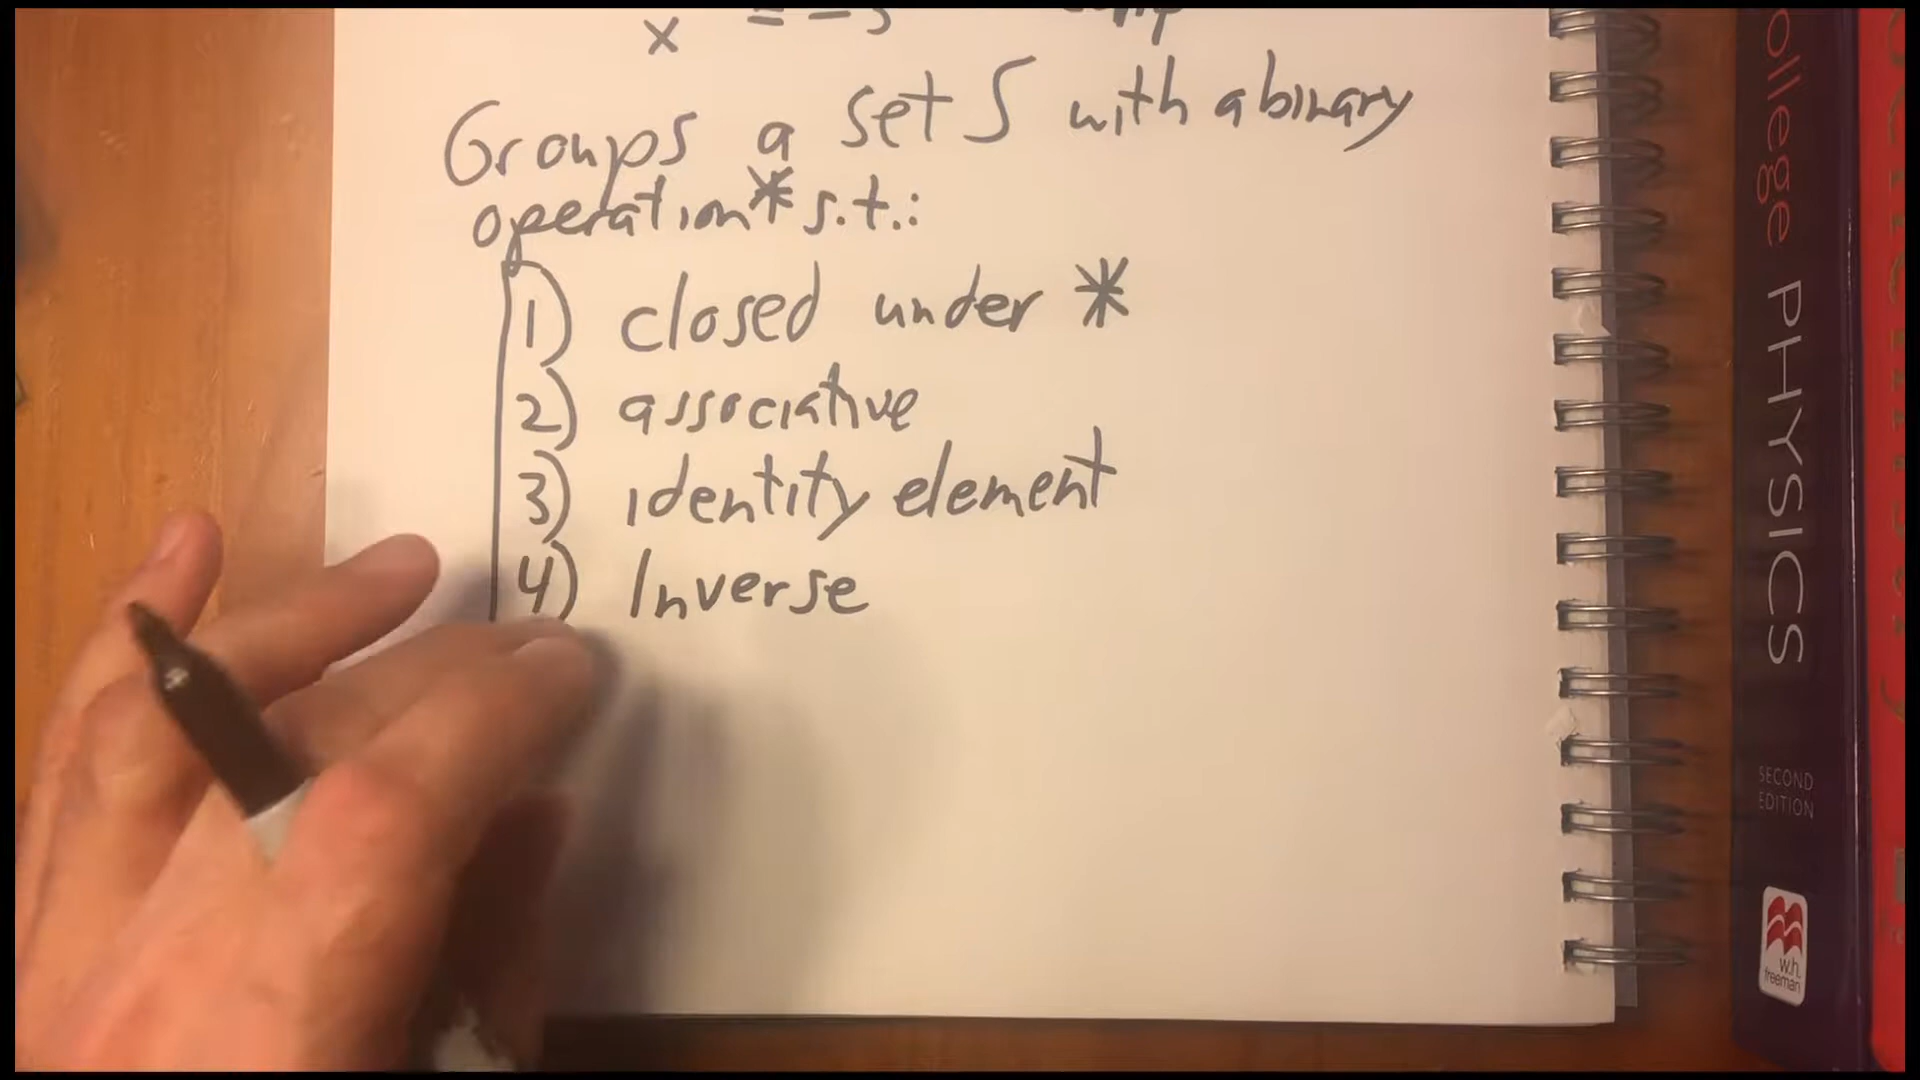 x = -5
Groups a set S with a binary
operation * s.t.:
1) closed under *
2) associative
3) identity element
4) Inverse
College PHYSICS
SECOND
EDITION
w.h.
freeman